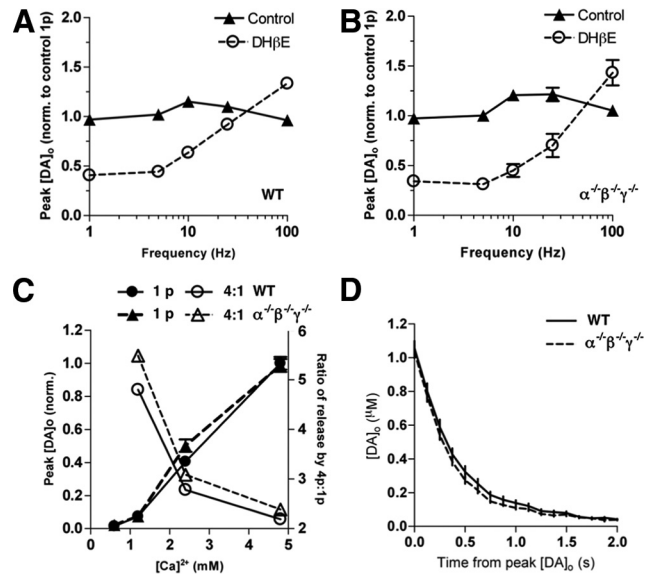 A
Control
DHβE
Peak [DA]ₒ (norm. to control 1p)
2.0
1.5
1.0
0.5
0.0
1
10
100
Frequency (Hz)
WT
B
Control
DHβE
Peak [DA]ₒ (norm. to control 1p)
2.0
1.5
1.0
0.5
0.0
1
10
100
Frequency (Hz)
α⁻/⁻β⁻/⁻γ⁻/⁻
C
1 p 4:1 WT
1 p 4:1 α⁻/⁻β⁻/⁻γ⁻/⁻
Peak [DA]o (norm.)
1.2
1.0
0.8
0.6
0.4
0.2
0.0
0 1 2 3 4 5
[Ca]²⁺ (mM)
6
5
4
3
2
Ratio of release by 4p:1p
D
WT
α⁻/⁻β⁻/⁻γ⁻/⁻
[DA]ₒ (μM)
1.2
1.0
0.8
0.6
0.4
0.2
0.0
0.0 0.5 1.0 1.5 2.0
Time from peak [DA]ₒ (s)